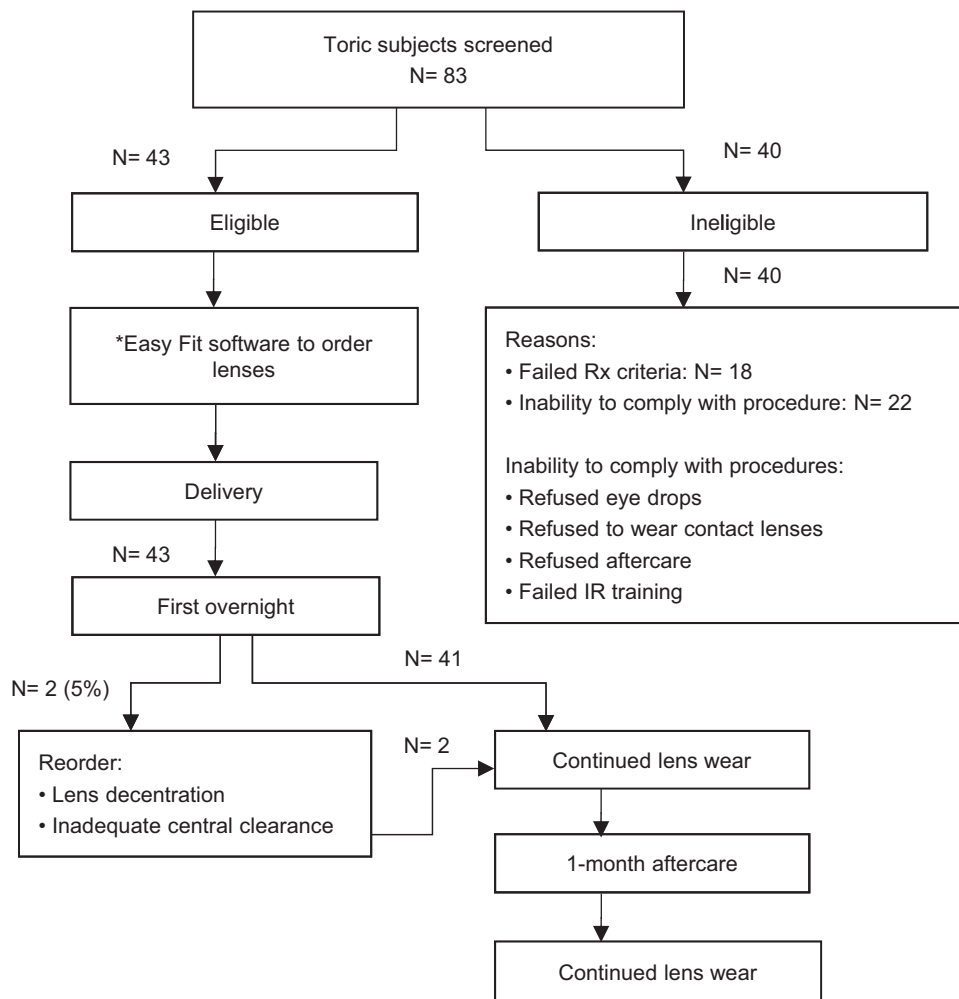 Toric subjects screened
N= 83
N= 43
N= 40
Eligible
Ineligible
N= 40
*Easy Fit software to order
lenses
Reasons:
• Failed Rx criteria: N= 18
• Inability to comply with procedure: N= 22
Inability to comply with procedures:
• Refused eye drops
• Refused to wear contact lenses
• Refused aftercare
• Failed IR training
Delivery
N= 43
First overnight
N= 41
N= 2 (5%)
N= 2
Reorder:
• Lens decentration
• Inadequate central clearance
Continued lens wear
1-month aftercare
Continued lens wear